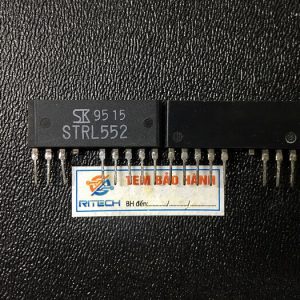 SK 9515
STRL552
TEM BẢO HÀNH
RITECH
BH đến:......../......../........